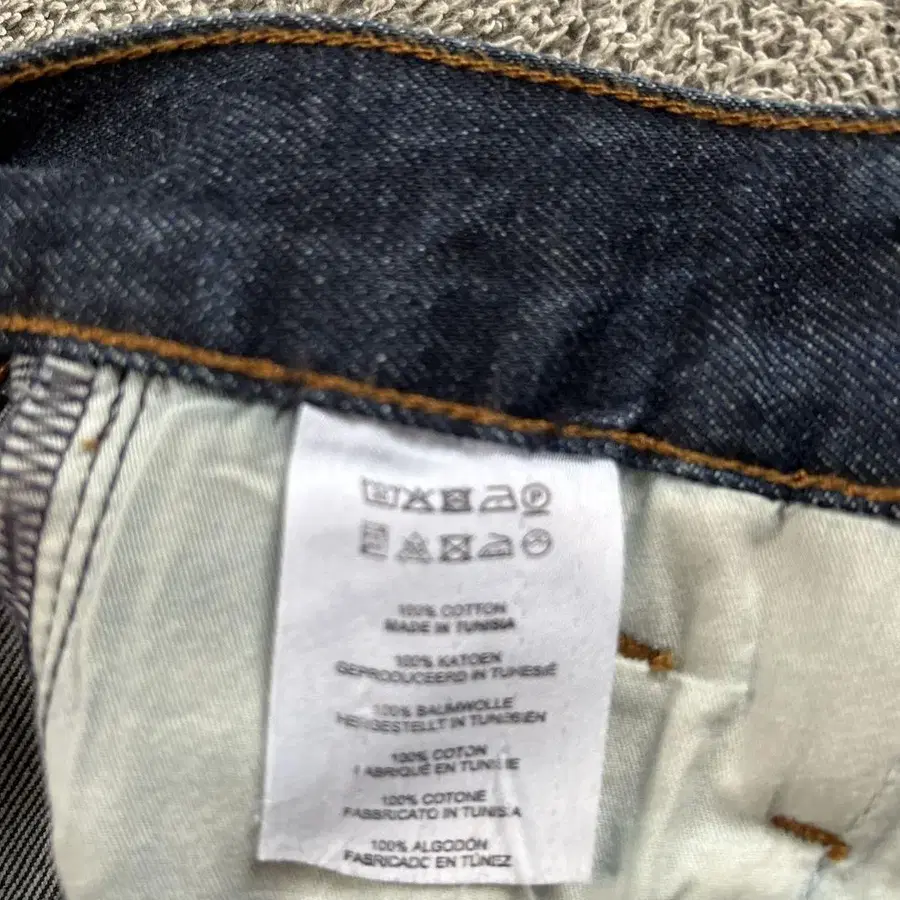 100% COTTON
MADE IN TUNISIA
100% KATOEN
GEPRODUCEERD IN TUNESIË
100% BAUMWOLLE
HERGESTELLT IN TUNESIEN
100% COTON
FABRIQUÉ EN TUNISIE
100% COTONE
FABBRICATO IN TUNISIA
100% ALGODÓN
FABRICADO EN TÚNEZ